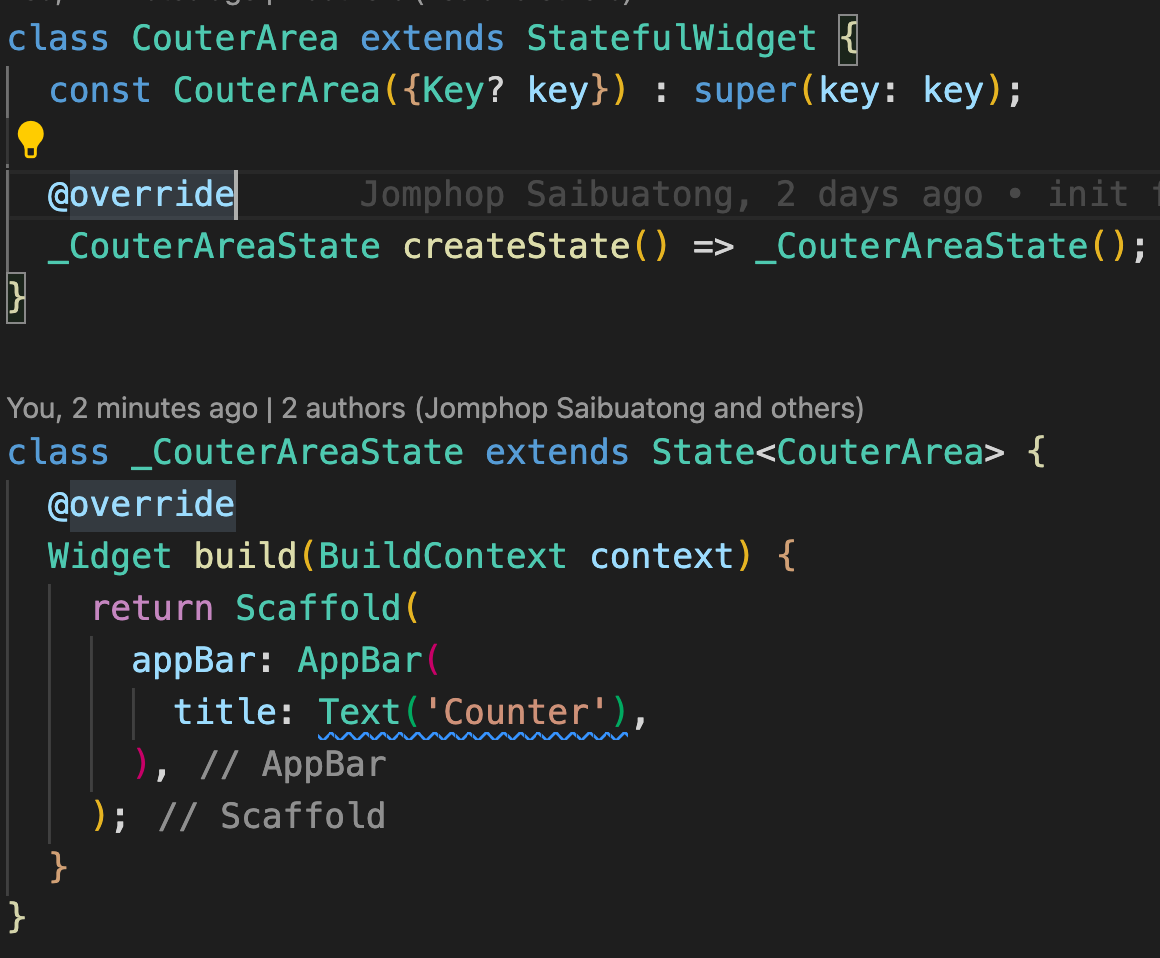 class CouterArea extends StatefulWidget {
const CouterArea({Key? key}) : super(key: key);
@override Jomphop Saibuatong, 2 days ago • init
_CouterAreaState createState() => _CouterAreaState();
}
You, 2 minutes ago | 2 authors (Jomphop Saibuatong and others)
class _CouterAreaState extends State<CouterArea> {
@override
Widget build(BuildContext context) {
return Scaffold(
appBar: AppBar(
title: Text('Counter'),
), // AppBar
); // Scaffold
}
}